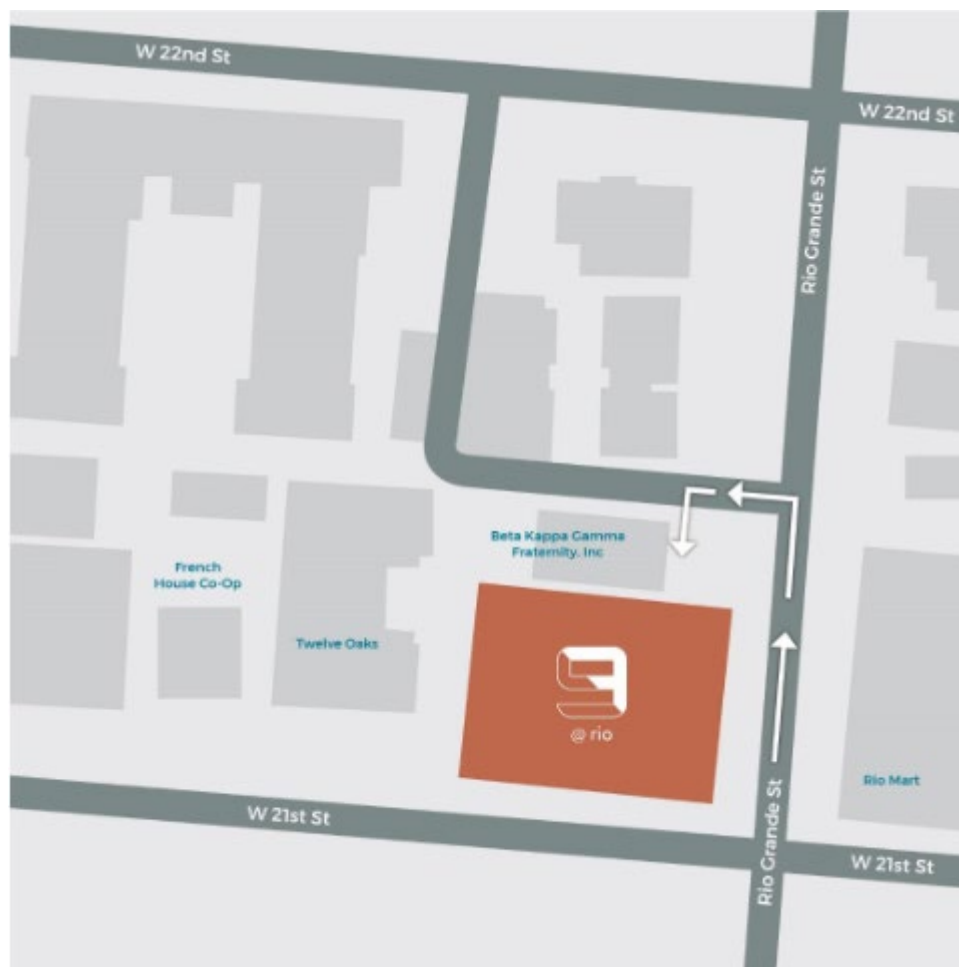 W 22nd St
W 22nd St
Rio Grande St
Beta Kappa Gamma
Fraternity, Inc
French
House Co-Op
Twelve Oaks
@ rio
Rio Mart
Rio Grande St
W 21st St
W 21st St